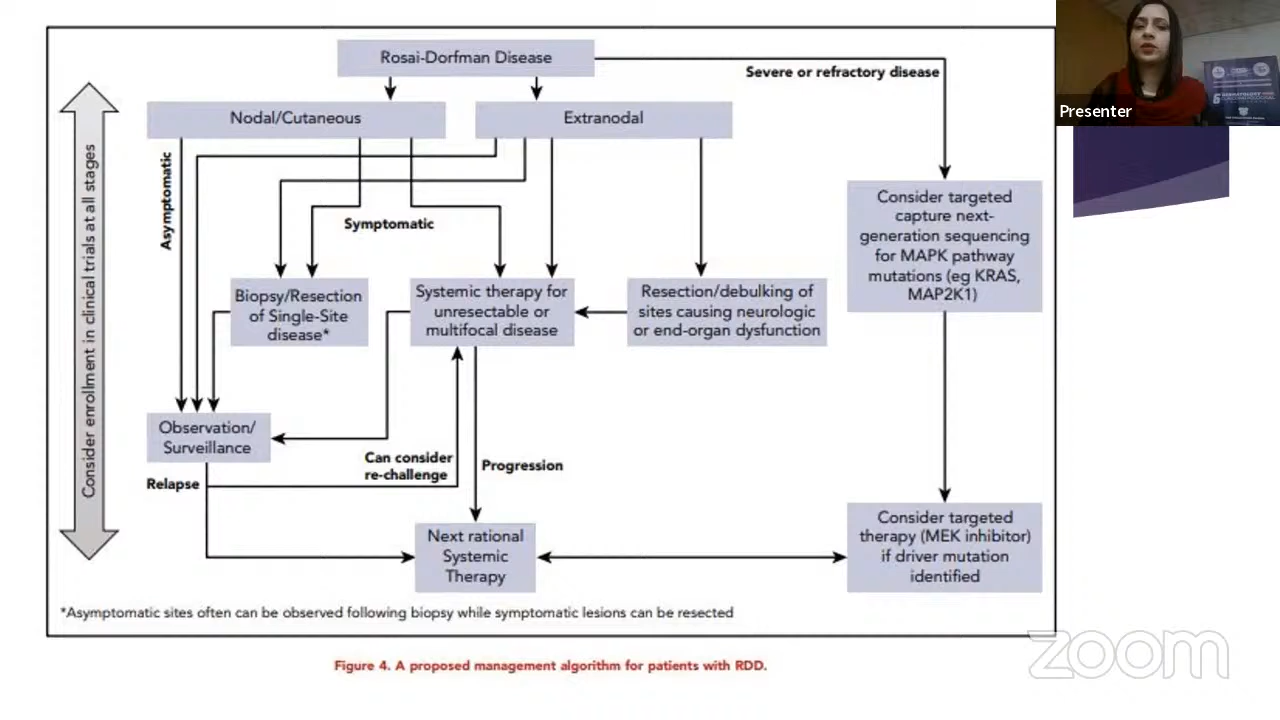 Rosai-Dorfman Disease
Severe or refractory disease
Presenter
Nodal/Cutaneous
Extranodal
Consider enrollment in clinical trials at all stages
Asymptomatic
Symptomatic
Consider targeted
capture next-
generation sequencing
for MAPK pathway
mutations (eg KRAS,
MAP2K1)
Biopsy/Resection
of Single-Site
disease*
Systemic therapy for
unresectable or
multifocal disease
Resection/debulking of
sites causing neurologic
or end-organ dysfunction
Observation/
Surveillance
Can consider
re-challenge
Progression
Relapse
Next rational
Systemic
Therapy
Consider targeted
therapy (MEK inhibitor)
if driver mutation
identified
*Asymptomatic sites often can be observed following biopsy while symptomatic lesions can be resected
Figure 4. A proposed management algorithm for patients with RDD.
zoom